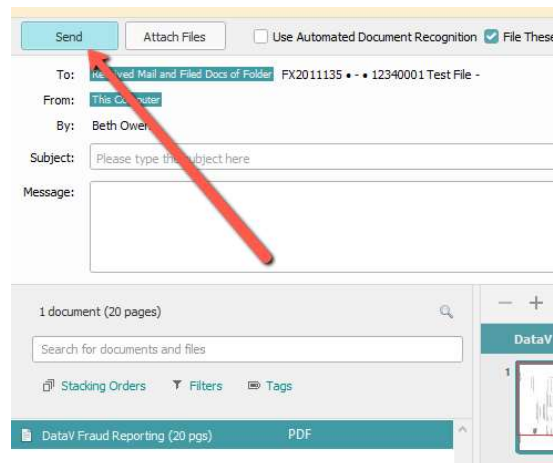 Send Attach Files Use Automated Document Recognition File These
To: Received Mail and Filed Docs of Folder FX2011135 • - • 12340001 Test File -
From: This Computer
By: Beth Owen
Subject: Please type the subject here
Message:
1 document (20 pages)
DataV
Search for documents and files
1
Stacking Orders Filters Tags
DataV Fraud Reporting (20 pgs) PDF